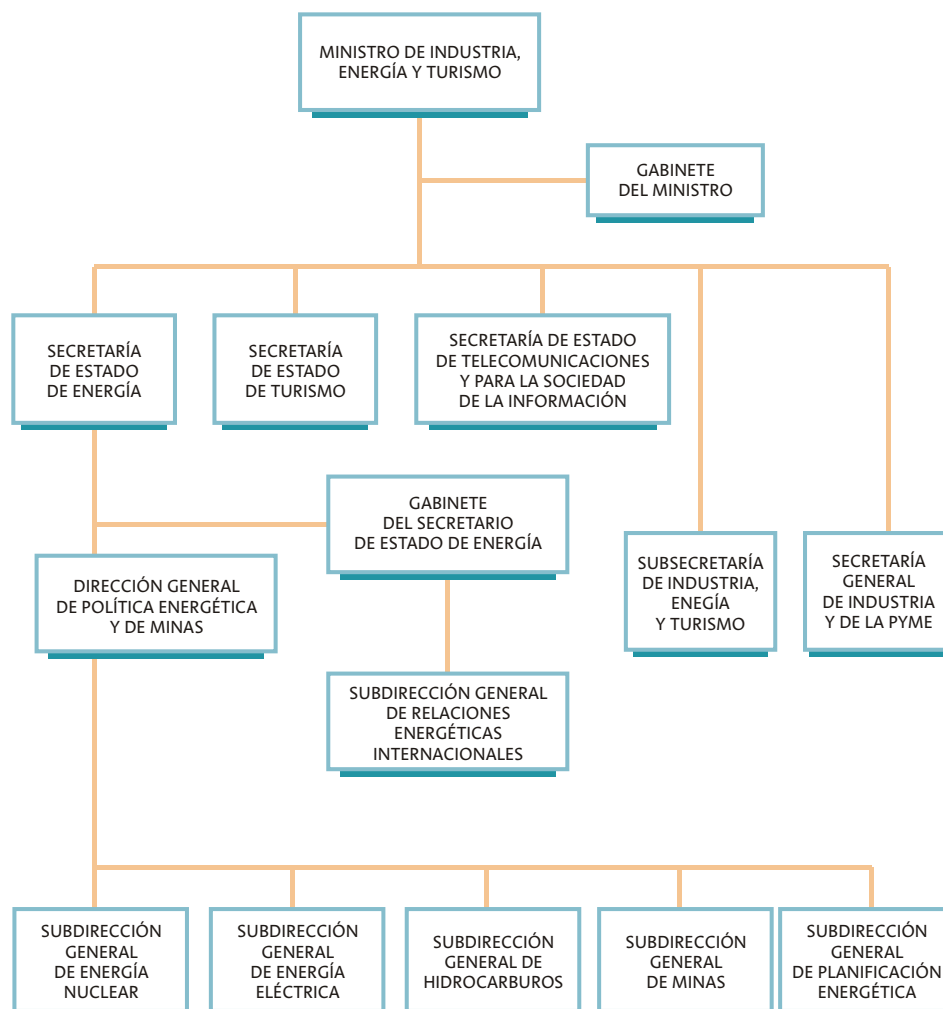 MINISTRO DE INDUSTRIA,
ENERGÍA Y TURISMO
GABINETE
DEL MINISTRO
SECRETARÍA
DE ESTADO
DE ENERGÍA
SECRETARÍA
DE ESTADO
DE TURISMO
SECRETARÍA DE ESTADO
DE TELECOMUNICACIONES
Y PARA LA SOCIEDAD
DE LA INFORMACIÓN
GABINETE
DEL SECRETARIO
DE ESTADO DE ENERGÍA
DIRECCIÓN GENERAL
DE POLÍTICA ENERGÉTICA
Y DE MINAS
SUBSECRETARÍA
DE INDUSTRIA,
ENEGÍA
Y TURISMO
SECRETARÍA
GENERAL
DE INDUSTRIA
Y DE LA PYME
SUBDIRECCIÓN GENERAL
DE RELACIONES
ENERGÉTICAS
INTERNACIONALES
SUBDIRECCIÓN
GENERAL
DE ENERGÍA
NUCLEAR
SUBDIRECCIÓN
GENERAL
DE ENERGÍA
ELÉCTRICA
SUBDIRECCIÓN
GENERAL DE
HIDROCARBUROS
SUBDIRECCIÓN
GENERAL
DE MINAS
SUBDIRECCIÓN
GENERAL
DE PLANIFICACIÓN
ENERGÉTICA